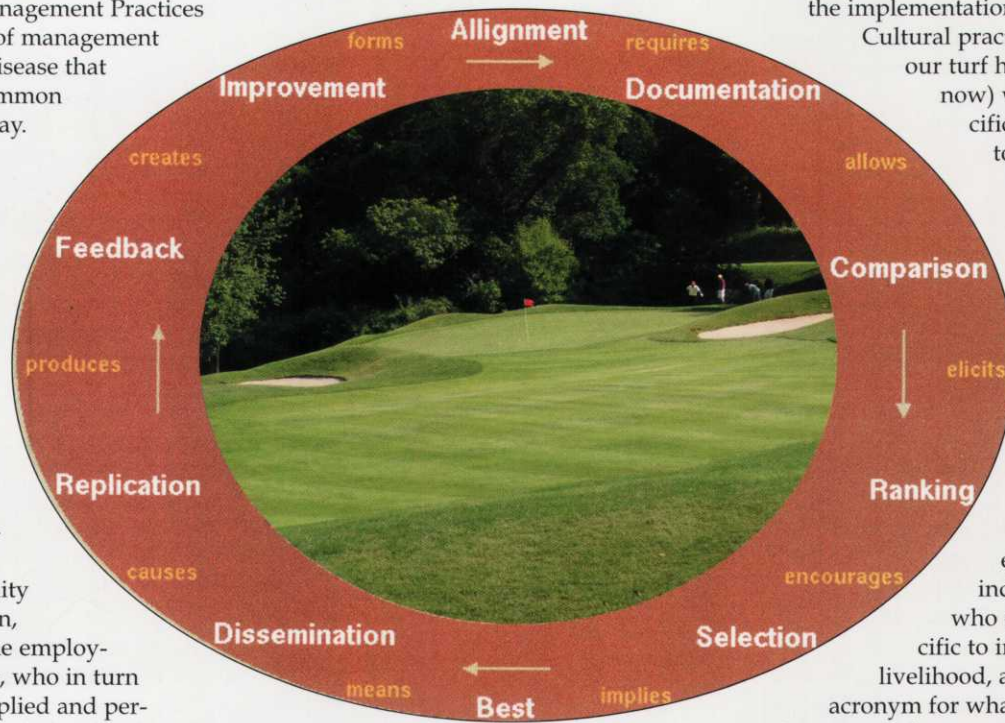 nagement Practices
of management
isease that
mmon
ay.
ity
n,
e employ-
, who in turn
plied and per-
Allignment
requires
Documentation
allows
Comparison
elicits
Ranking
encourages
Selection
implies
Best
means
Dissemination
causes
Replication
produces
Feedback
creates
Improvement
forms
the implementation
Cultural prac
our turf h
now) w
cific
to
e
inc
who
cific to i
livelihood, a
acronym for wha